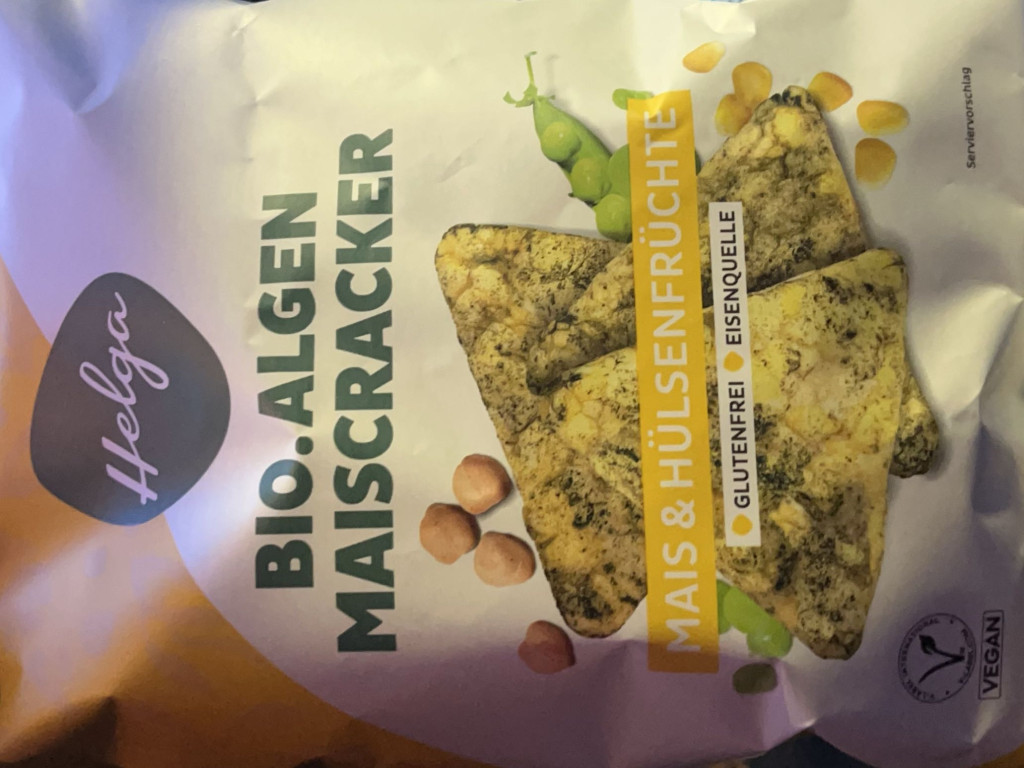 Helga
BIO.ALGEN
MAISCRACKER
MAIS & HÜLSENFRÜCHTE
GLUTENFREI EISENQUELLE
VEGAN
Serviervorschlag